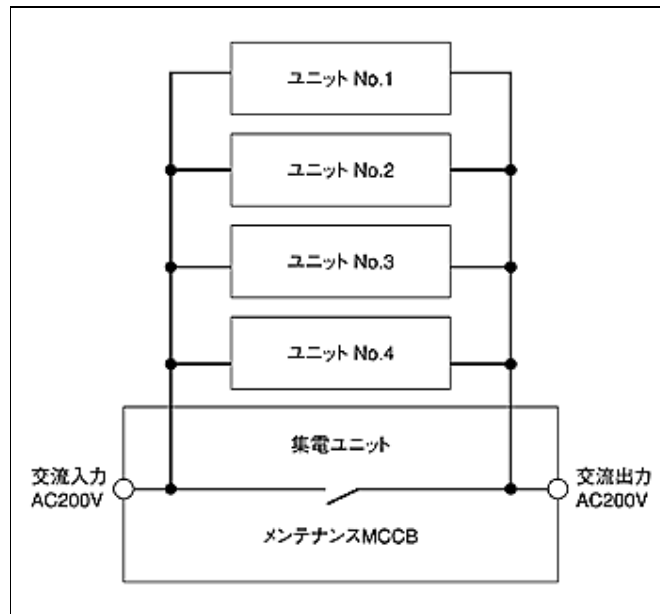 ユニット No.1
ユニット No.2
ユニット No.3
ユニット No.4
集電ユニット
交流入力
AC200V
交流出力
AC200V
メンテナンスMCCB